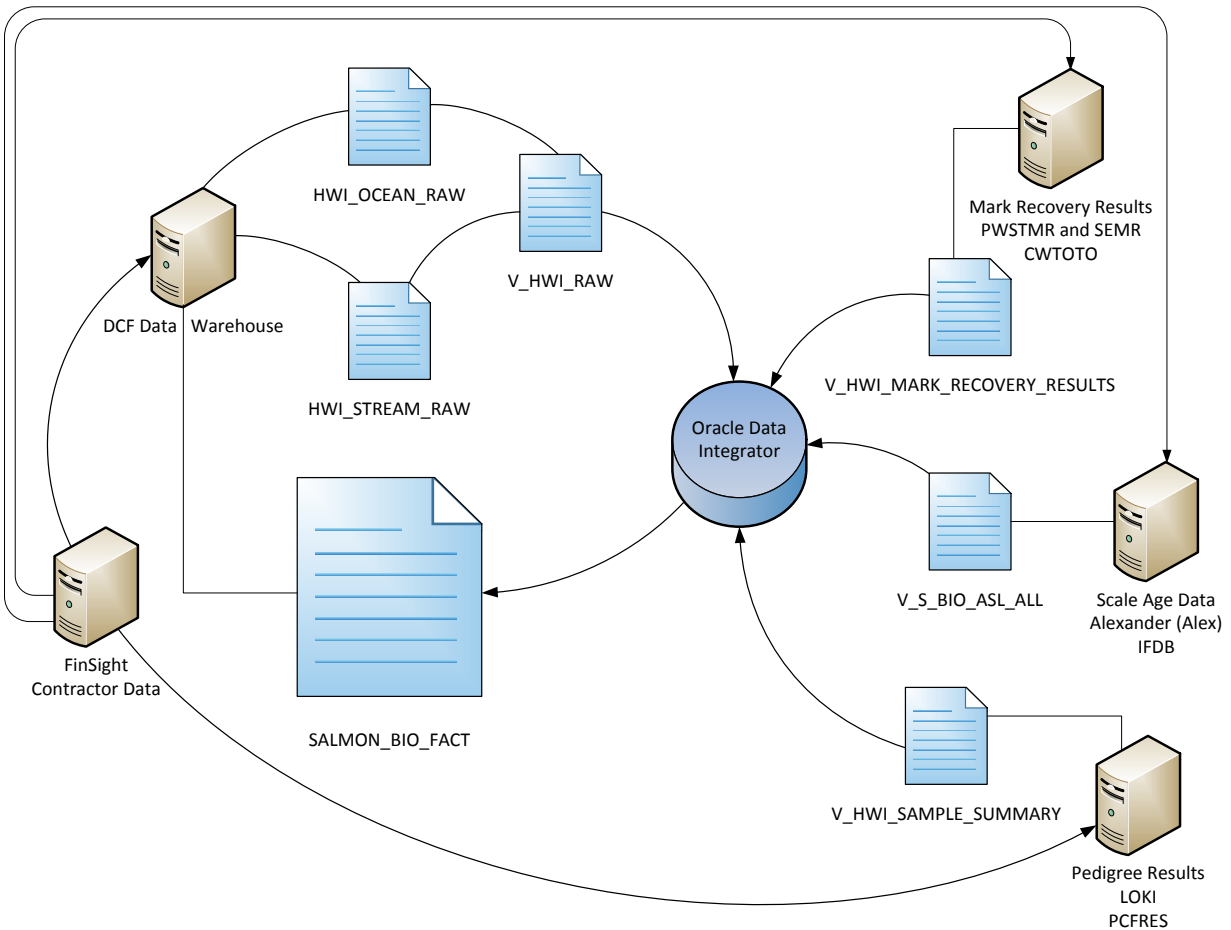 HWI_OCEAN_RAW
Mark Recovery Results
PWSTMR and SEMR
CWTOTO
V_HWI_RAW
DCF Data Warehouse
V_HWI_MARK_RECOVERY_RESULTS
HWI_STREAM_RAW
Oracle Data
Integrator
V_S_BIO_ASL_ALL
Scale Age Data
Alexander (Alex)
IFDB
FinSight
Contractor Data
SALMON_BIO_FACT
V_HWI_SAMPLE_SUMMARY
Pedigree Results
LOKI
PCFRES